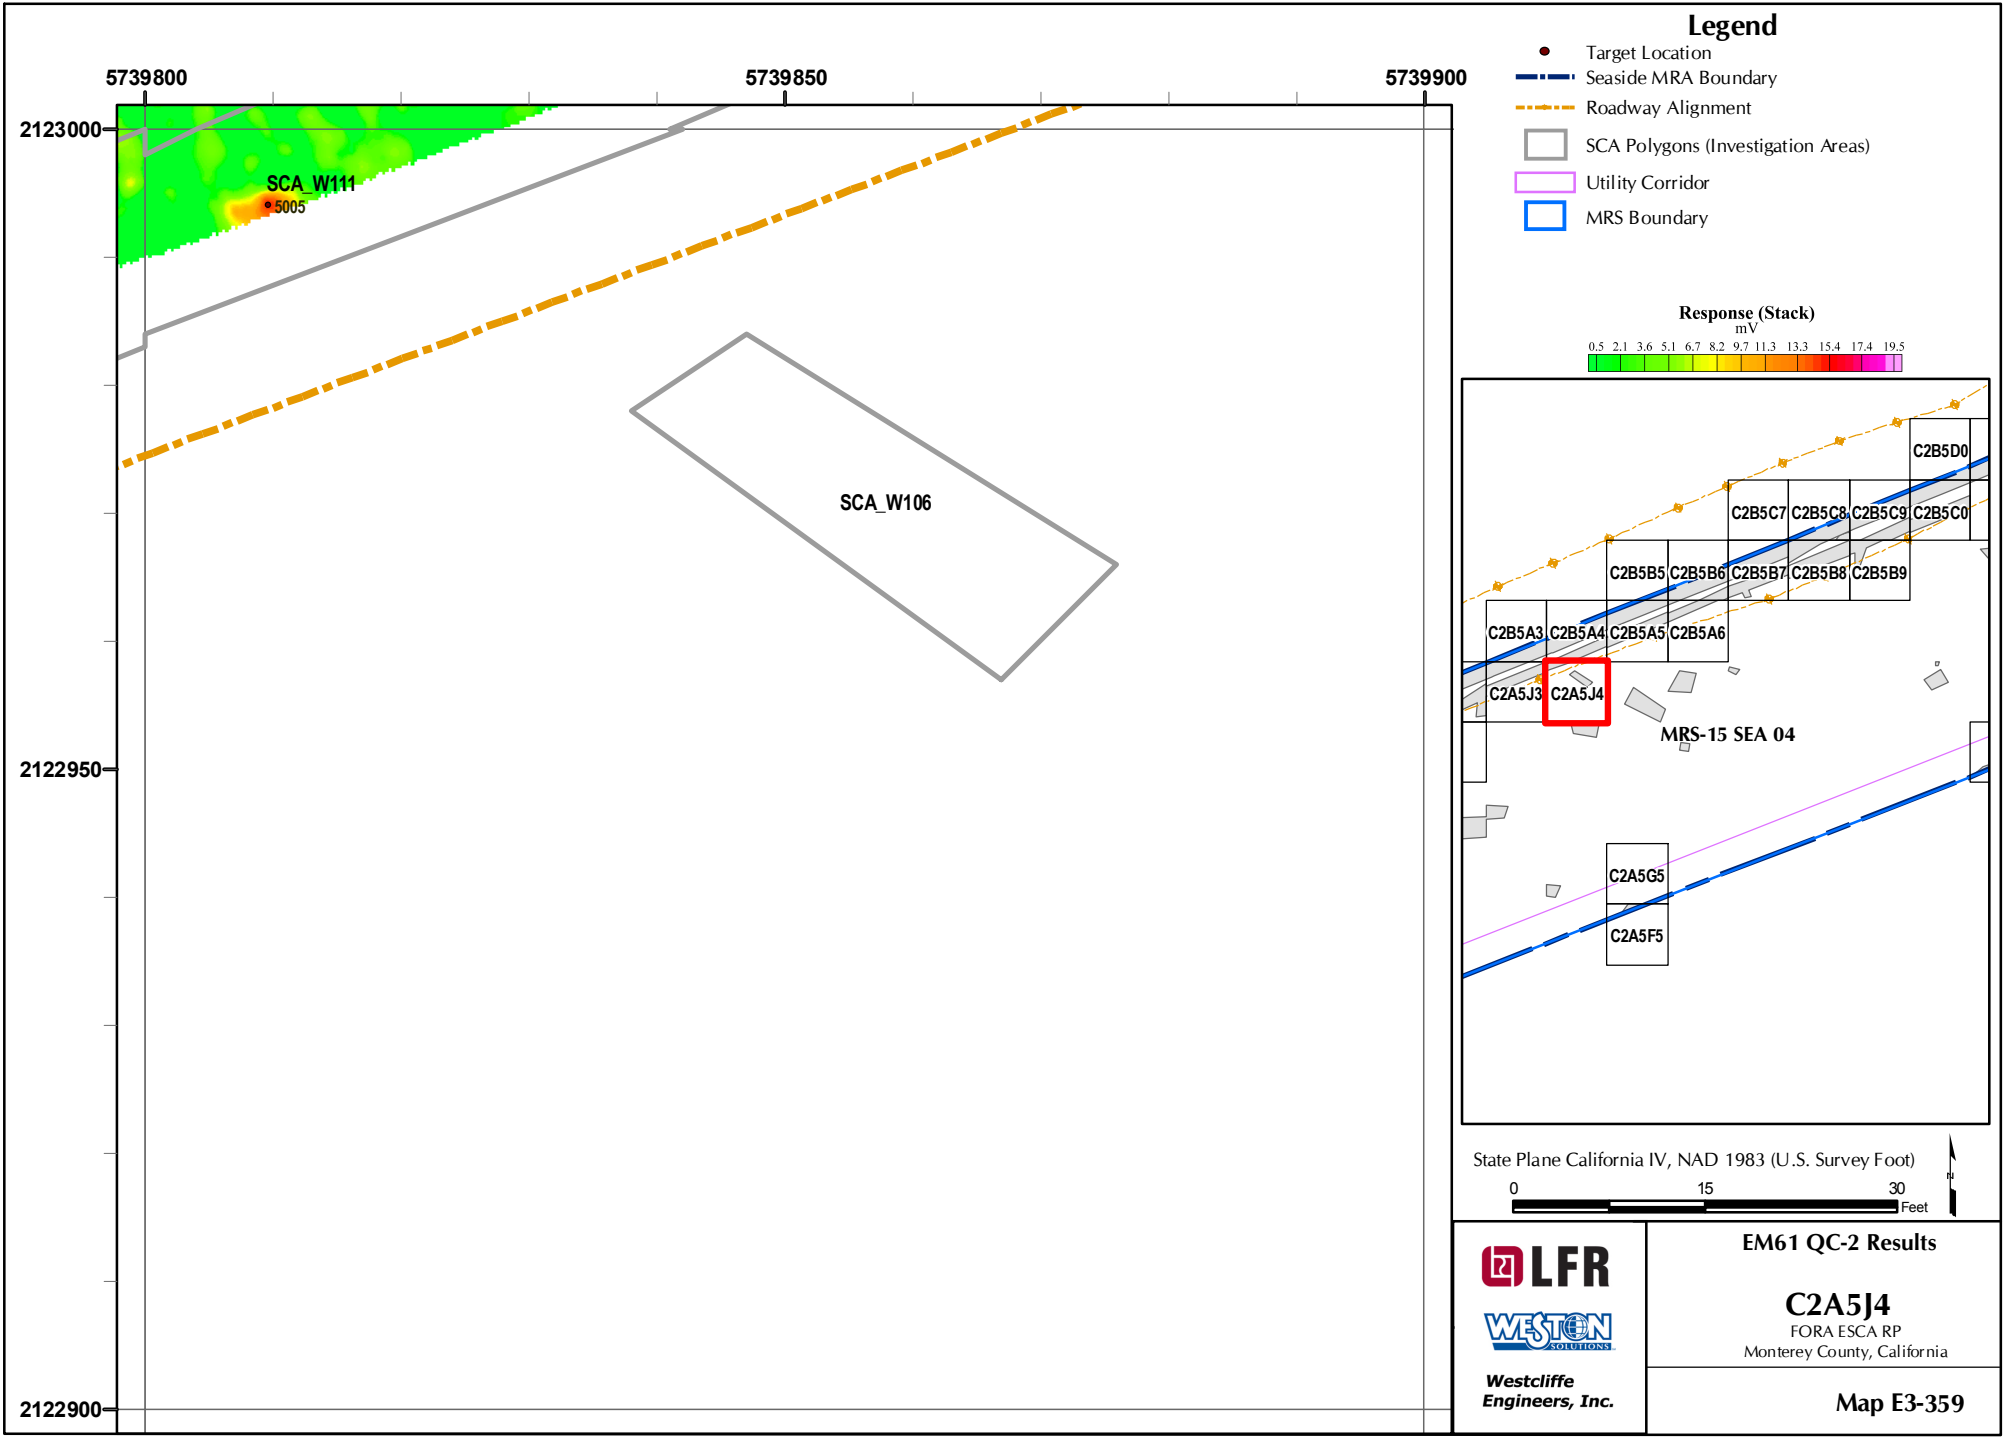 5739800
5739850
5739900
2123000
2122950
2122900
SCA_W111
5005
SCA_W106
Legend
Target Location
Seaside MRA Boundary
Roadway Alignment
SCA Polygons (Investigation Areas)
Utility Corridor
MRS Boundary
Response (Stack)
mV
0.5 2.1 3.6 5.1 6.7 8.2 9.7 11.3 13.3 15.4 17.4 19.5
C2B5D0
C2B5C7 C2B5C8 C2B5C9 C2B5C0
C2B5B5 C2B5B6 C2B5B7 C2B5B8 C2B5B9
C2B5A3 C2B5A4 C2B5A5 C2B5A6
C2A5J3 C2A5J4
MRS-15 SEA 04
C2A5G5
C2A5F5
State Plane California IV, NAD 1983 (U.S. Survey Foot)
N
0 15 30
Feet
LFR
WESTON
SOLUTIONS
Westcliffe
Engineers, Inc.
EM61 QC-2 Results
C2A5J4
FORA ESCA RP
Monterey County, California
Map E3-359